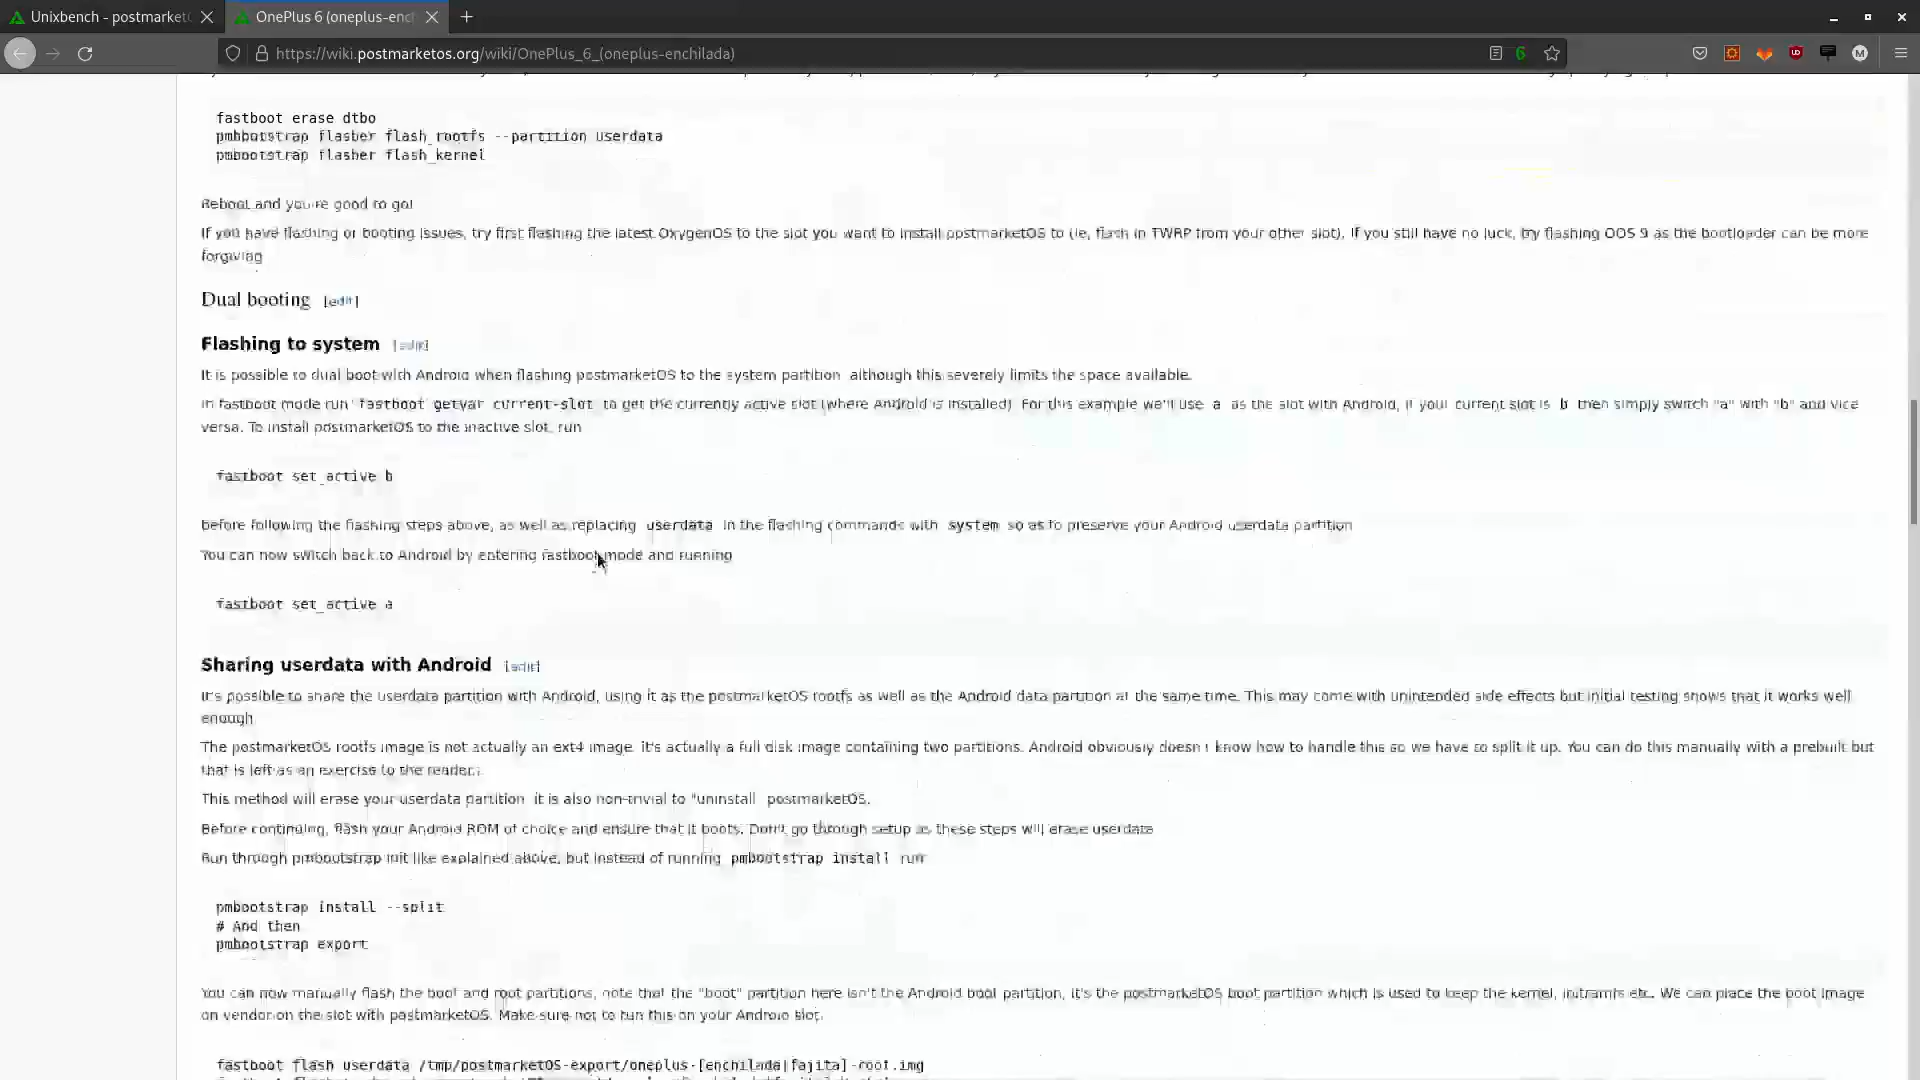 Unixbench - postmarket
OnePlus 6 (oneplus-ench
https://wiki.postmarketos.org/wiki/OnePlus_6_(oneplus-enchilada)
6
fastboot erase dtbo
pmbootstrap flasher flash_rootfs --partition userdata
pmbootstrap flasher flash_kernel
Reboot and you're good to go!
If you have flashing or booting issues, try first flashing the latest OxygenOS to the slot you want to install postmarketOS to (ie, flash in TWRP from your other slot). If you still have no luck, try flashing OOS 9 as the bootloader can be more
forgiving
Dual booting [edit]
Flashing to system [edit]
It is possible to dual boot with Android when flashing postmarketOS to the system partition although this severely limits the space available.
In fastboot mode run fastboot getvar current-slot to get the currently active slot (where Android is installed) For this example we'll use a as the slot with Android, if your current slot is b then simply switch "a" with "b" and vice
versa. To install postmarketOS to the inactive slot, run
fastboot set_active b
before following the flashing steps above, as well as replacing userdata in the flashing commands with system so as to preserve your Android userdata partition
You can now switch back to Android by entering fastboot mode and running
fastboot set_active a
Sharing userdata with Android [edit]
It's possible to share the userdata partition with Android, using it as the postmarketOS rootfs as well as the Android data partition at the same time. This may come with unintended side effects but initial testing shows that it works well
enough
The postmarketOS rootfs image is not actually an ext4 image it's actually a full disk image containing two partitions. Android obviously doesn't know how to handle this so we have to split it up. You can do this manually with a prebuilt but
that is left as an exercise to the reader.
This method will erase your userdata partition it is also non-trivial to "uninstall postmarketOS.
Before continuing, flash your Android ROM of choice and ensure that it boots. Don't go through setup as these steps will erase userdata
Run through pmbootstrap init like explained above, but instead of running pmbootstrap install run
pmbootstrap install --split
# And then
pmbootstrap export
You can now manually flash the boot and root partitions, note that the "boot" partition here isn't the Android boot partition, it's the postmarketOS boot partition which is used to keep the kernel, initramfs etc. We can place the boot image
on vendor on the slot with postmarketOS. Make sure not to run this on your Android slot.
fastboot flash userdata /tmp/postmarketOS-export/oneplus-[enchilada|fajita]-root.img